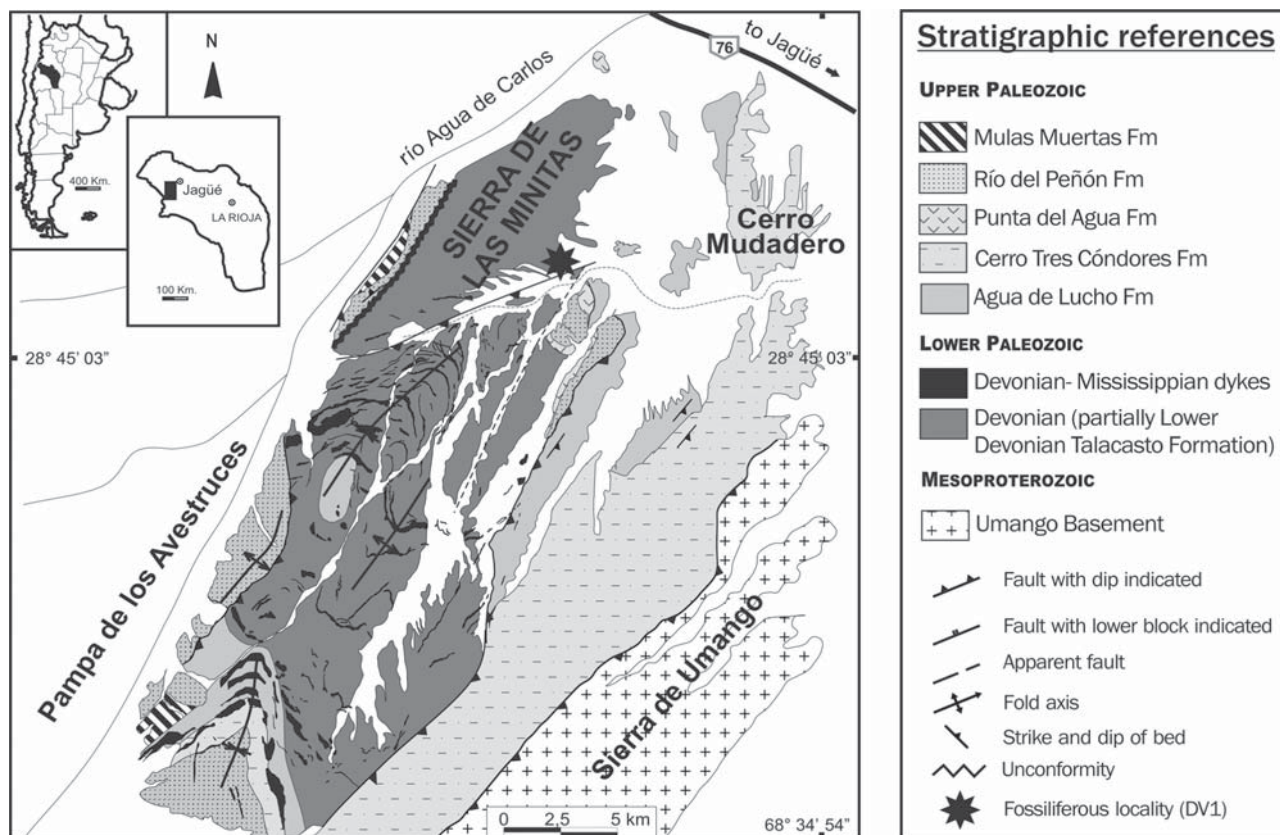 N
76
to Jagüé
río Agua de Carlos
400 Km.
Jagüé
LA RIOJA
100 Km.
SIERRA DE
LAS MINITAS
Cerro
Mudadero
28° 45' 03"
28° 45' 03"
Pampa de los Avestruces
Sierra de Umango
0 2,5 5 km
68° 34' 54"
Stratigraphic references
UPPER PALEOZOIC
Mulas Muertas Fm
Río del Peñón Fm
Punta del Agua Fm
Cerro Tres Cóndores Fm
Agua de Lucho Fm
LOWER PALEOZOIC
Devonian- Mississippian dykes
Devonian (partially Lower
Devonian Talacasto Formation)
MESOPROTEROZOIC
Umango Basement
Fault with dip indicated
Fault with lower block indicated
Apparent fault
Fold axis
Strike and dip of bed
Unconformity
Fossiliferous locality (DV1)